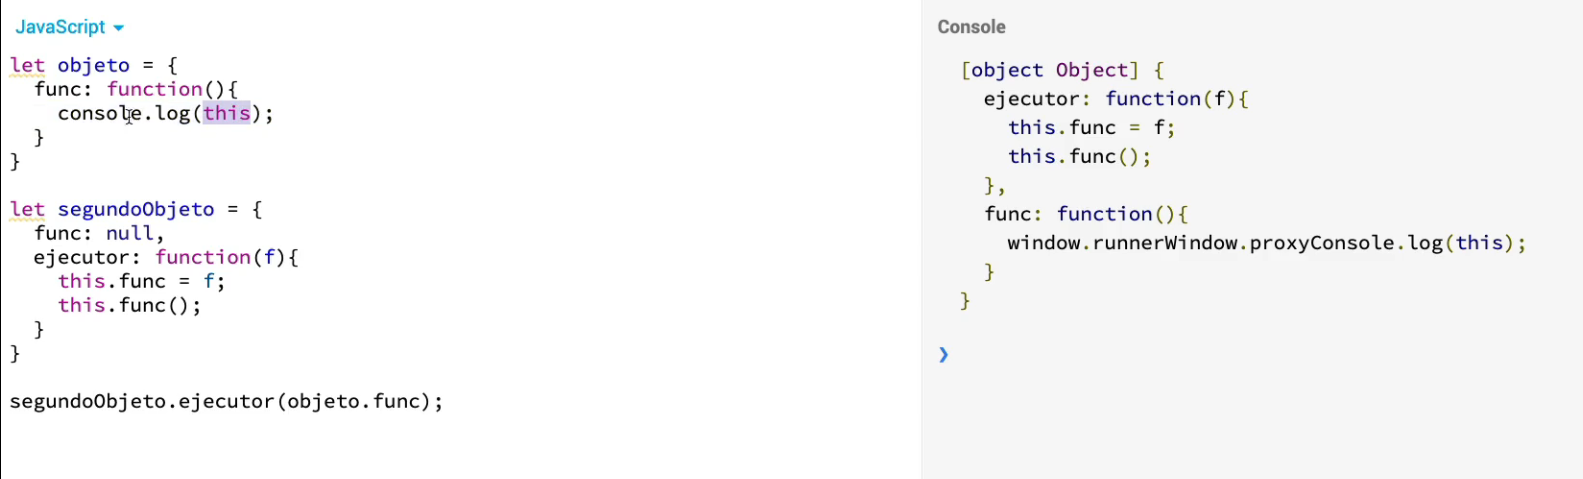 JavaScript
let objeto = {
  func: function(){
    console.log(this);
  }
}
let segundoObjeto = {
  func: null,
  ejecutor: function(f){
    this.func = f;
    this.func();
  }
}
segundoObjeto.ejecutor(objeto.func);
Console
[object Object] {
  ejecutor: function(f){
    this.func = f;
    this.func();
  },
  func: function(){
    window.runnerWindow.proxyConsole.log(this);
  }
}
❯